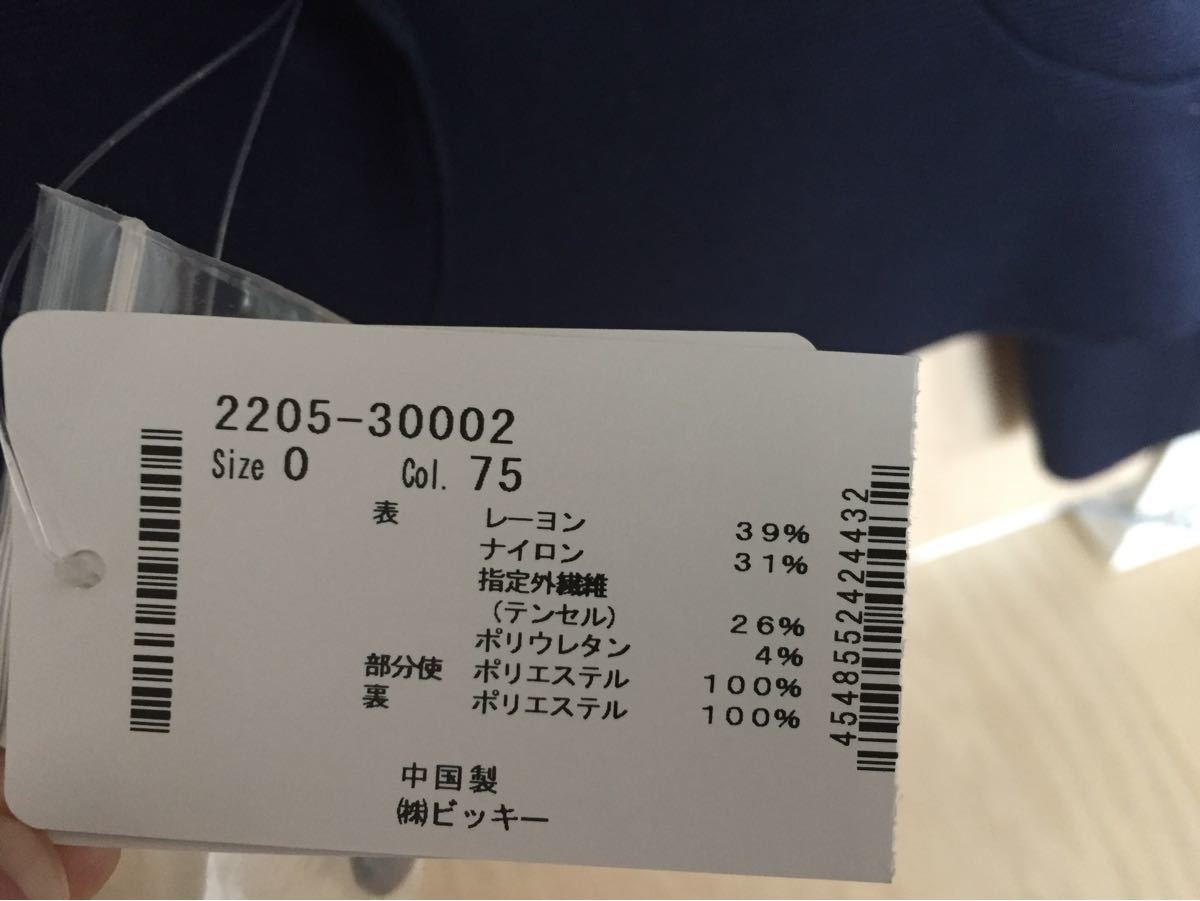 2205-30002
Size 0 Col. 75
表 レーヨン 39%
ナイロン 31%
指定外繊維
(テンセル) 26%
ポリウレタン 4%
部分使 ポリエステル 100%
裏 ポリエステル 100%
中国製
㈱ビッキー
4548552424432